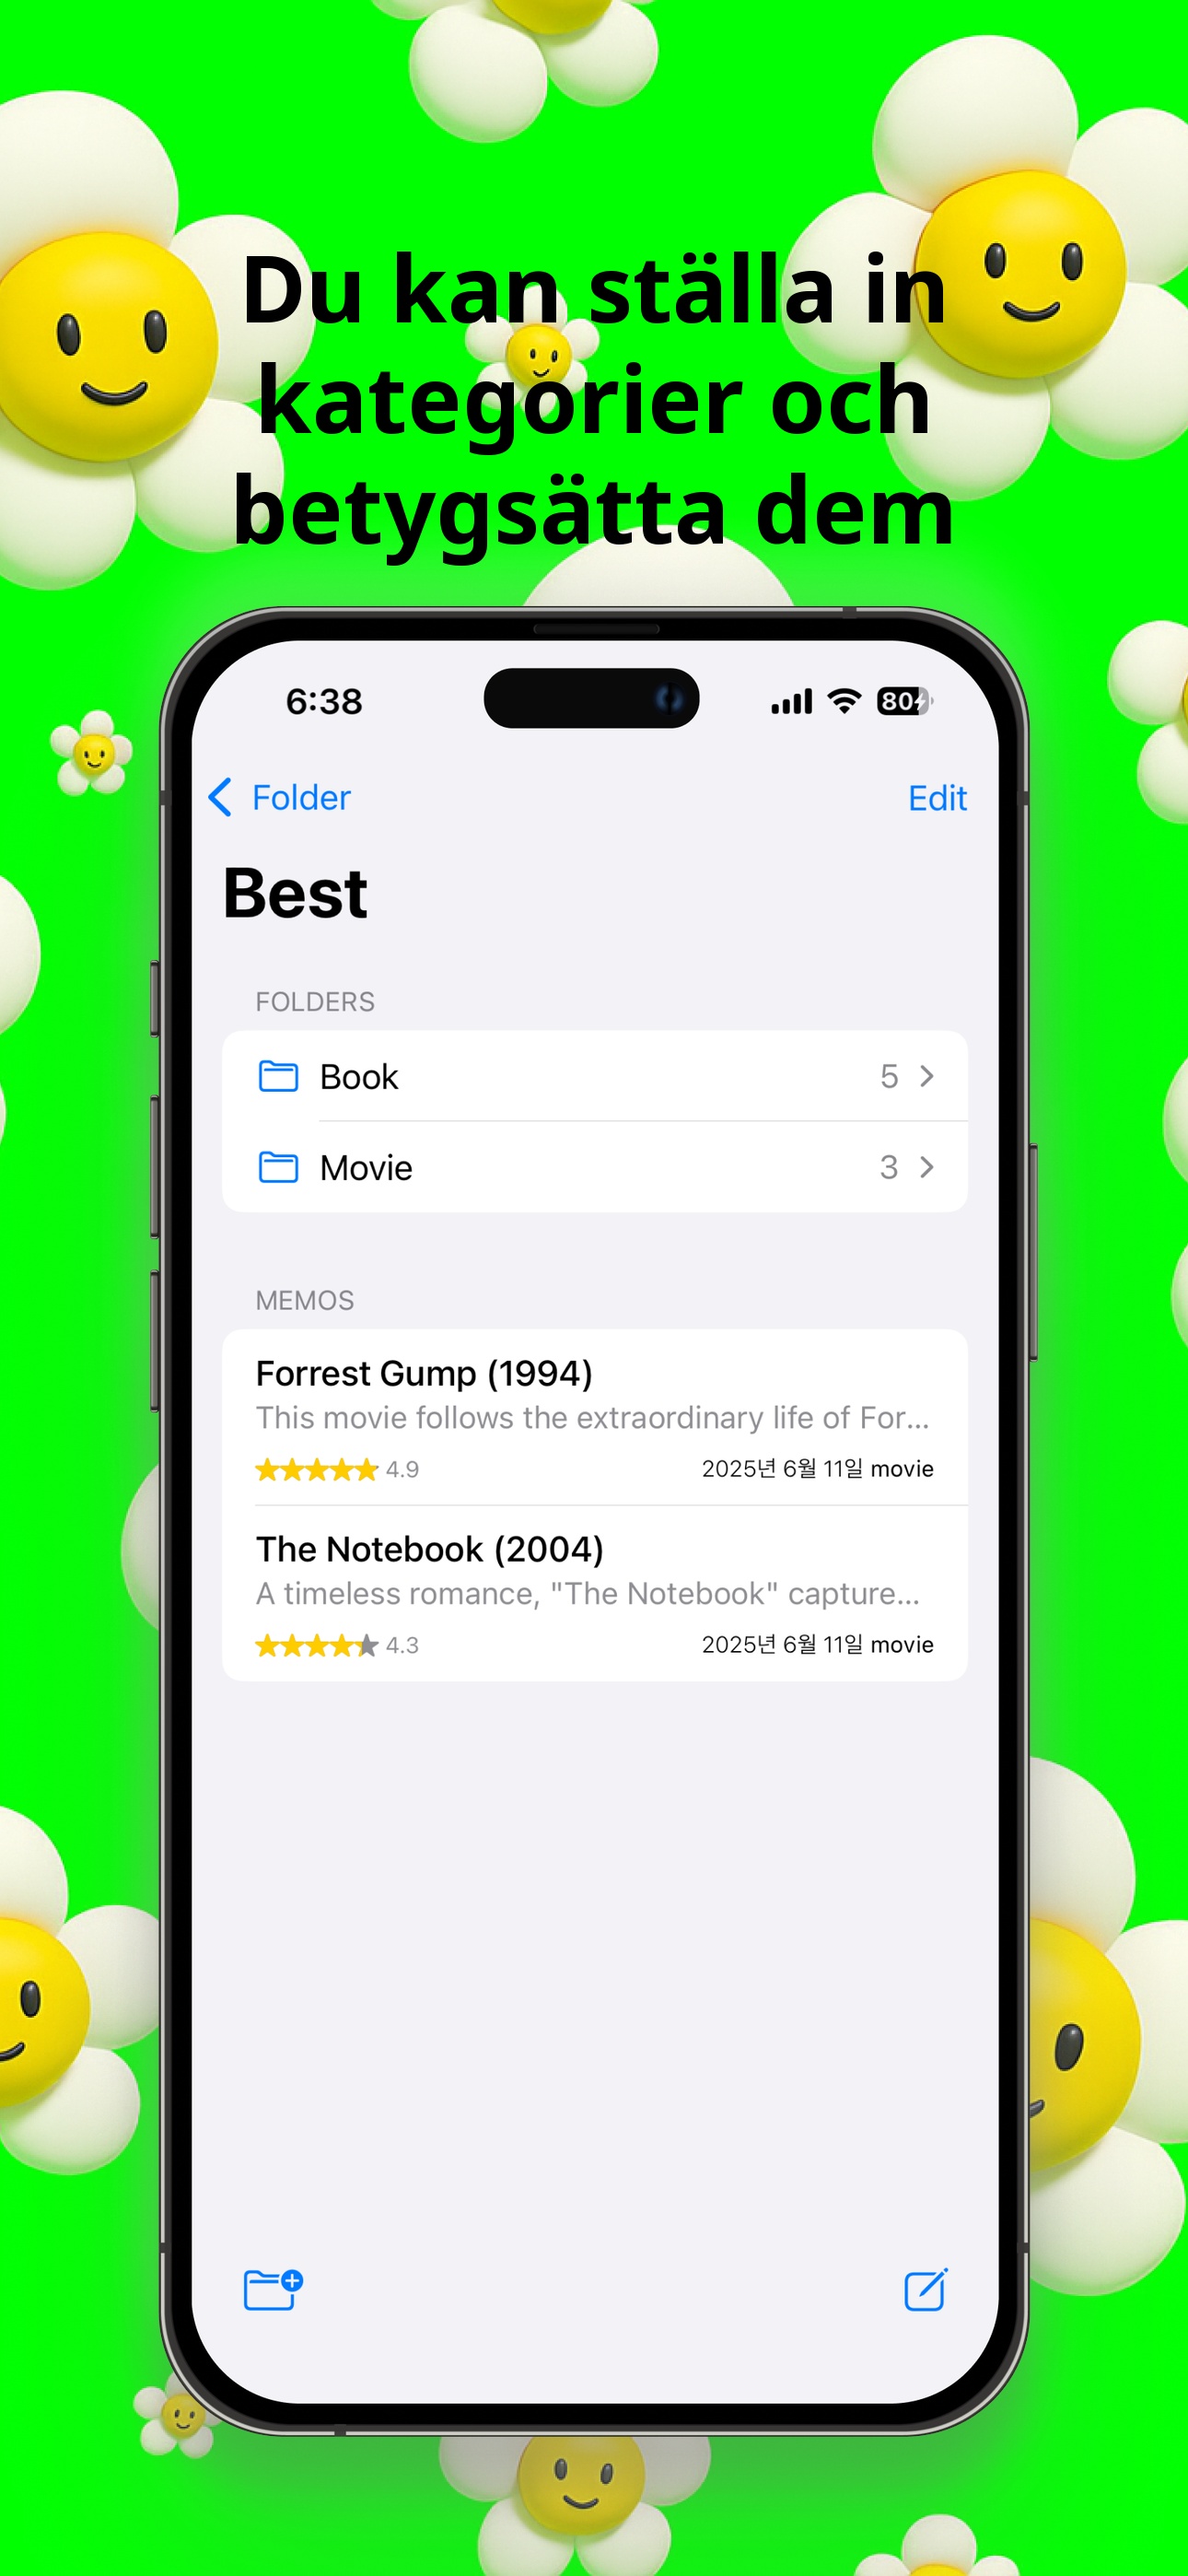 Du kan ställa in
kategorier och
betygsätta dem
6:38
80
Folder
Edit
Best
FOLDERS
Book 5
Movie 3
MEMOS
Forrest Gump (1994)
This movie follows the extraordinary life of For...
4.9 2025년 6월 11일 movie
The Notebook (2004)
A timeless romance, "The Notebook" capture...
4.3 2025년 6월 11일 movie